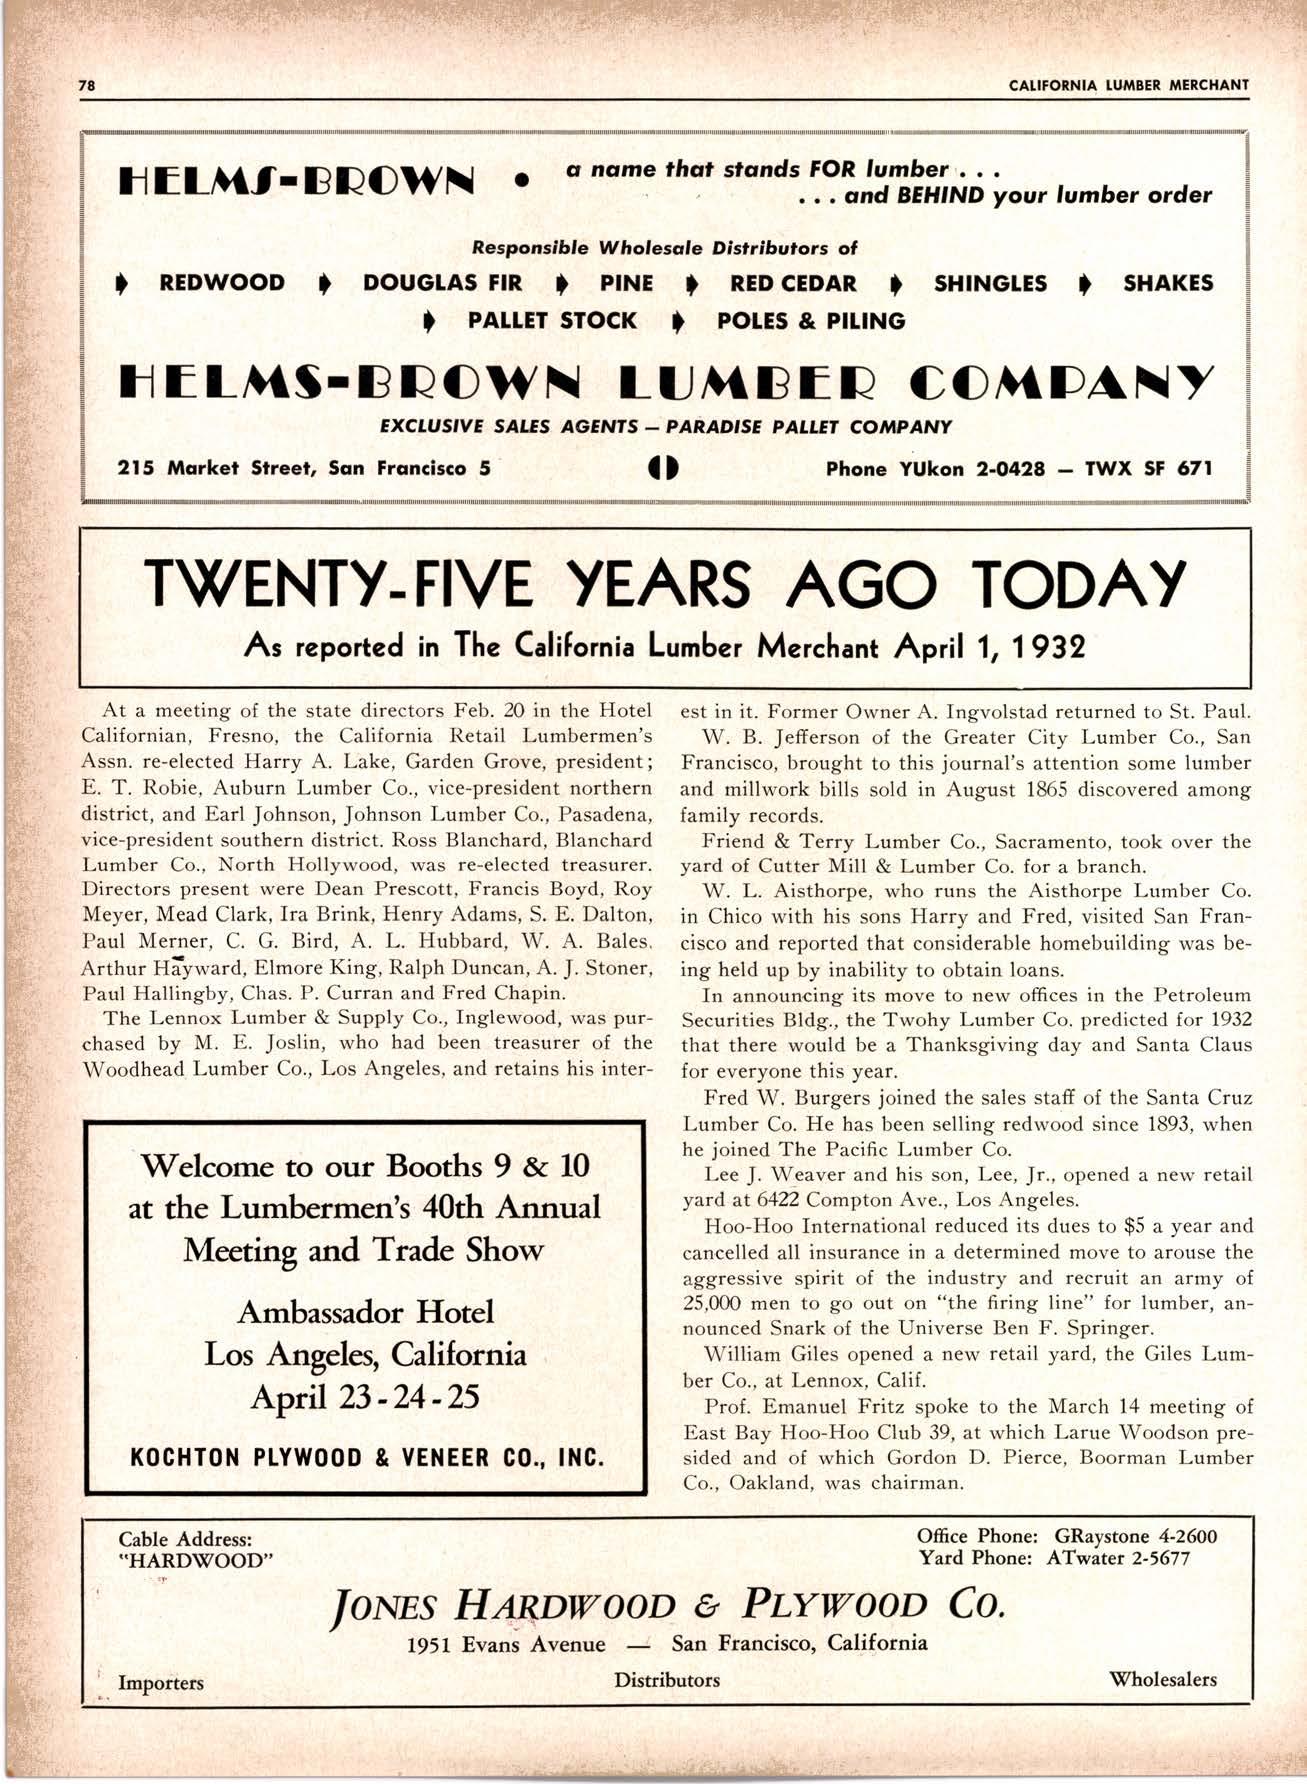 78
CALIFORNIA LUMBER MERCHANT
HELMS-BROWN • a name that stands FOR lumber . . .
. . . and BEHIND your lumber order
Responsible Wholesale Distributors of
REDWOOD DOUGLAS FIR PINE RED CEDAR SHINGLES SHAKES
PALLET STOCK POLES & PILING
HELMS-BROWN LUMBER COMPANY
EXCLUSIVE SALES AGENTS — PARADISE PALLET COMPANY
215 Market Street, San Francisco 5
Phone YUkon 2-0428 — TWX SF 671
TWENTY-FIVE YEARS AGO TODAY
As reported in The California Lumber Merchant April 1, 1932
At a meeting of the state directors Feb. 20 in the Hotel
Californian, Fresno, the California Retail Lumbermen's
Assn. re-elected Harry A. Lake, Garden Grove, president;
E. T. Robie, Auburn Lumber Co., vice-president northern
district, and Earl Johnson, Johnson Lumber Co., Pasadena,
vice-president southern district. Ross Blanchard, Blanchard
Lumber Co., North Hollywood, was re-elected treasurer.
Directors present were Dean Prescott, Francis Boyd, Roy
Meyer, Mead Clark, Ira Brink, Henry Adams, S. E. Dalton,
Paul Merner, C. G. Bird, A. L. Hubbard, W. A. Bales,
Arthur Hayward, Elmore King, Ralph Duncan, A. J. Stoner,
Paul Hallingby, Chas. P. Curran and Fred Chapin.
The Lennox Lumber & Supply Co., Inglewood, was pur-
chased by M. E. Joslin, who had been treasurer of the
Woodhead Lumber Co., Los Angeles, and retains his inter-
est in it. Former Owner A. Ingvolstad returned to St. Paul.
W. B. Jefferson of the Greater City Lumber Co., San
Francisco, brought to this journal's attention some lumber
and millwork bills sold in August 1865 discovered among
family records.
Friend & Terry Lumber Co., Sacramento, took over the
yard of Cutter Mill & Lumber Co. for a branch.
W. L. Aisthorpe, who runs the Aisthorpe Lumber Co.
in Chico with his sons Harry and Fred, visited San Fran-
cisco and reported that considerable homebuilding was be-
ing held up by inability to obtain loans.
In announcing its move to new offices in the Petroleum
Securities Bldg., the Twohy Lumber Co. predicted for 1932
that there would be a Thanksgiving day and Santa Claus
for everyone this year.
Fred W. Burgers joined the sales staff of the Santa Cruz
Lumber Co. He has been selling redwood since 1893, when
he joined The Pacific Lumber Co.
Lee J. Weaver and his son, Lee, Jr., opened a new retail
yard at 6422 Compton Ave., Los Angeles.
Hoo-Hoo International reduced its dues to $5 a year and
cancelled all insurance in a determined move to arouse the
aggressive spirit of the industry and recruit an army of
25,000 men to go out on "the firing line" for lumber, an-
nounced Snark of the Universe Ben F. Springer.
William Giles opened a new retail yard, the Giles Lum-
ber Co., at Lennox, Calif.
Prof. Emanuel Fritz spoke to the March 14 meeting of
East Bay Hoo-Hoo Club 39, at which Larue Woodson pre-
sided and of which Gordon D. Pierce, Boorman Lumber
Co., Oakland, was chairman.
Welcome to our Booths 9 & 10
at the Lumbermen's 40th Annual
Meeting and Trade Show
Ambassador Hotel
Los Angeles, California
April 23-24-25
KOCHTON PLYWOOD & VENEER CO., INC.
Cable Address:
"HARDWOOD"
Office Phone: GRaystone 4-2600
Yard Phone: ATwater 2-5677
JONES HARDWOOD & PLYWOOD CO.
1951 Evans Avenue — San Francisco, California
Importers Distributors Wholesalers